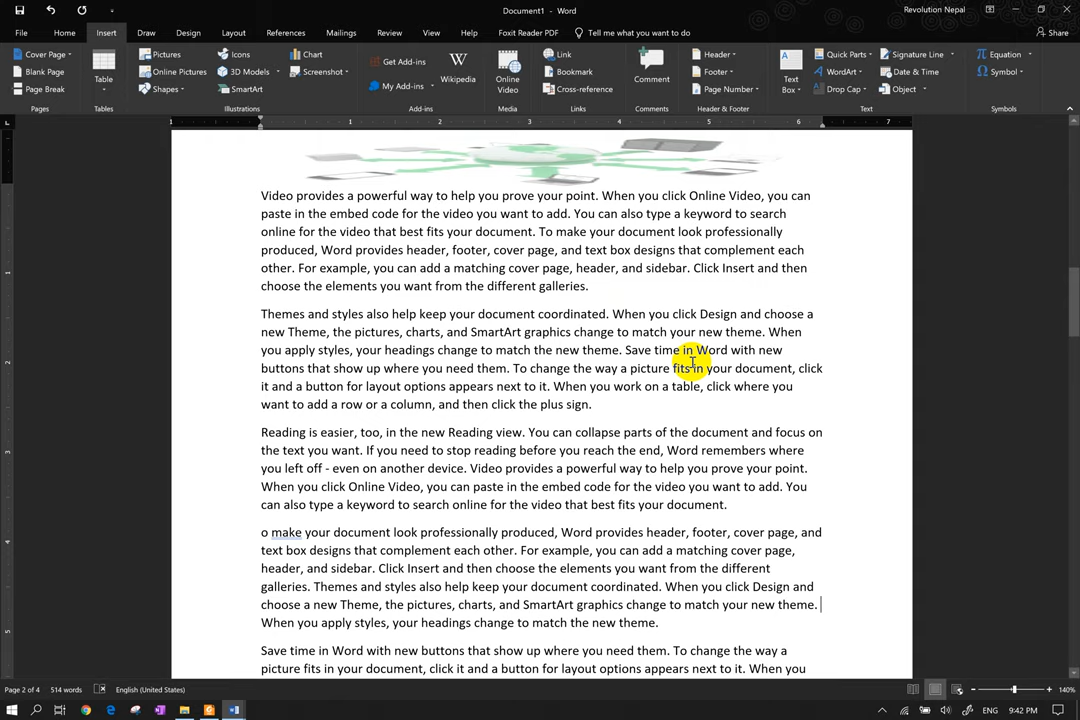 Document1 - Word
Revolution Nepal
File Home Insert Draw Design Layout References Mailings Review View Help Foxit Reader PDF Tell me what you want to do Share
Cover Page
Blank Page
Page Break
Pages
Table
Tables
Pictures
Online Pictures
Shapes
Icons
3D Models
SmartArt
Chart
Screenshot
Illustrations
Get Add-ins
My Add-ins
Wikipedia
Add-ins
Online
Video
Media
Link
Bookmark
Cross-reference
Links
Comment
Comments
Header
Footer
Page Number
Header & Footer
Text
Box
Quick Parts
WordArt
Drop Cap
Signature Line
Date & Time
Object
Text
Equation
Symbol
Symbols
1 1 2 3 4 5 6 7
Video provides a powerful way to help you prove your point. When you click Online Video, you can
paste in the embed code for the video you want to add. You can also type a keyword to search
online for the video that best fits your document. To make your document look professionally
produced, Word provides header, footer, cover page, and text box designs that complement each
other. For example, you can add a matching cover page, header, and sidebar. Click Insert and then
choose the elements you want from the different galleries.
Themes and styles also help keep your document coordinated. When you click Design and choose a
new Theme, the pictures, charts, and SmartArt graphics change to match your new theme. When
you apply styles, your headings change to match the new theme. Save time in Word with new
buttons that show up where you need them. To change the way a picture fits in your document, click
it and a button for layout options appears next to it. When you work on a table, click where you
want to add a row or a column, and then click the plus sign.
Reading is easier, too, in the new Reading view. You can collapse parts of the document and focus on
the text you want. If you need to stop reading before you reach the end, Word remembers where
you left off - even on another device. Video provides a powerful way to help you prove your point.
When you click Online Video, you can paste in the embed code for the video you want to add. You
can also type a keyword to search online for the video that best fits your document.
o make your document look professionally produced, Word provides header, footer, cover page, and
text box designs that complement each other. For example, you can add a matching cover page,
header, and sidebar. Click Insert and then choose the elements you want from the different
galleries. Themes and styles also help keep your document coordinated. When you click Design and
choose a new Theme, the pictures, charts, and SmartArt graphics change to match your new theme.
When you apply styles, your headings change to match the new theme.
Save time in Word with new buttons that show up where you need them. To change the way a
picture fits in your document, click it and a button for layout options appears next to it. When you
1
2
3
4
5
Page 2 of 4 514 words English (United States) 140%
ENG 9:42 PM